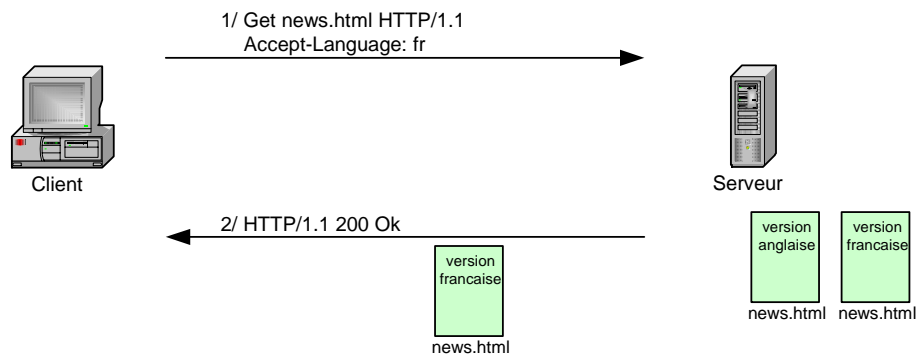 1/ Get news.html HTTP/1.1
Accept-Language: fr
Client
Serveur
2/ HTTP/1.1 200 Ok
version
francaise
news.html
version
anglaise
news.html
version
francaise
news.html